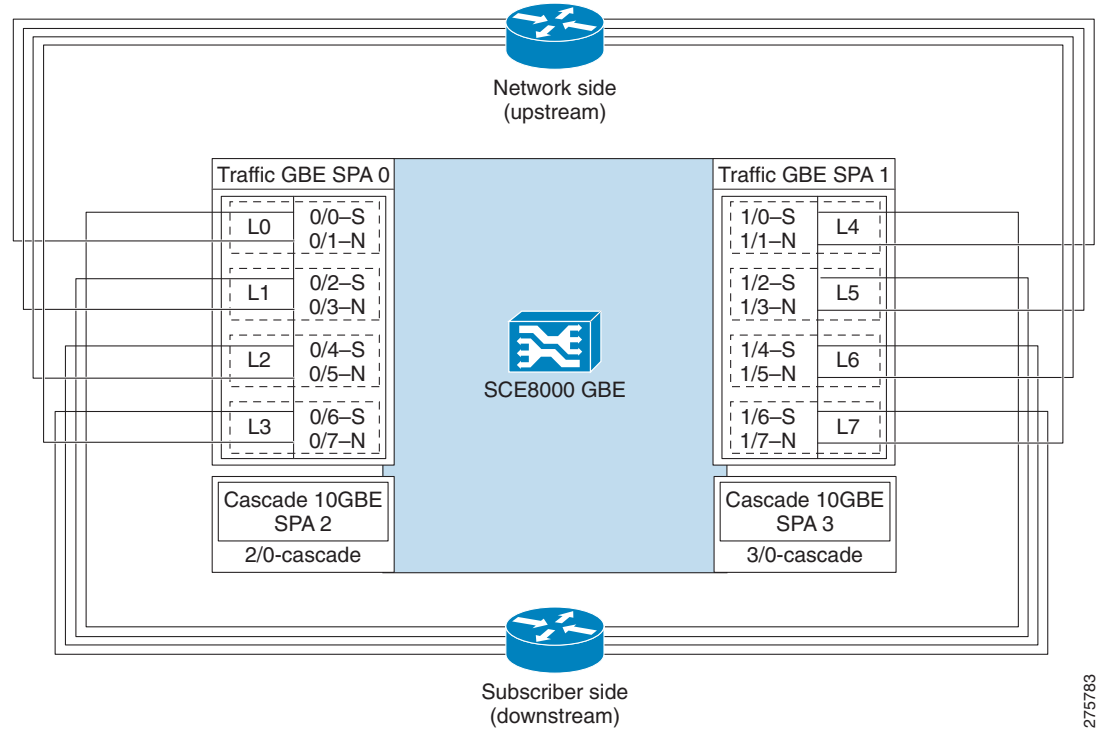 Network side
(upstream)
Traffic GBE SPA 0
L0
0/0–S
0/1–N
L1
0/2–S
0/3–N
L2
0/4–S
0/5–N
L3
0/6–S
0/7–N
Cascade 10GBE
SPA 2
2/0-cascade
SCE8000 GBE
Traffic GBE SPA 1
1/0–S
1/1–N
L4
1/2–S
1/3–N
L5
1/4–S
1/5–N
L6
1/6–S
1/7–N
L7
Cascade 10GBE
SPA 3
3/0-cascade
Subscriber side
(downstream)
275783